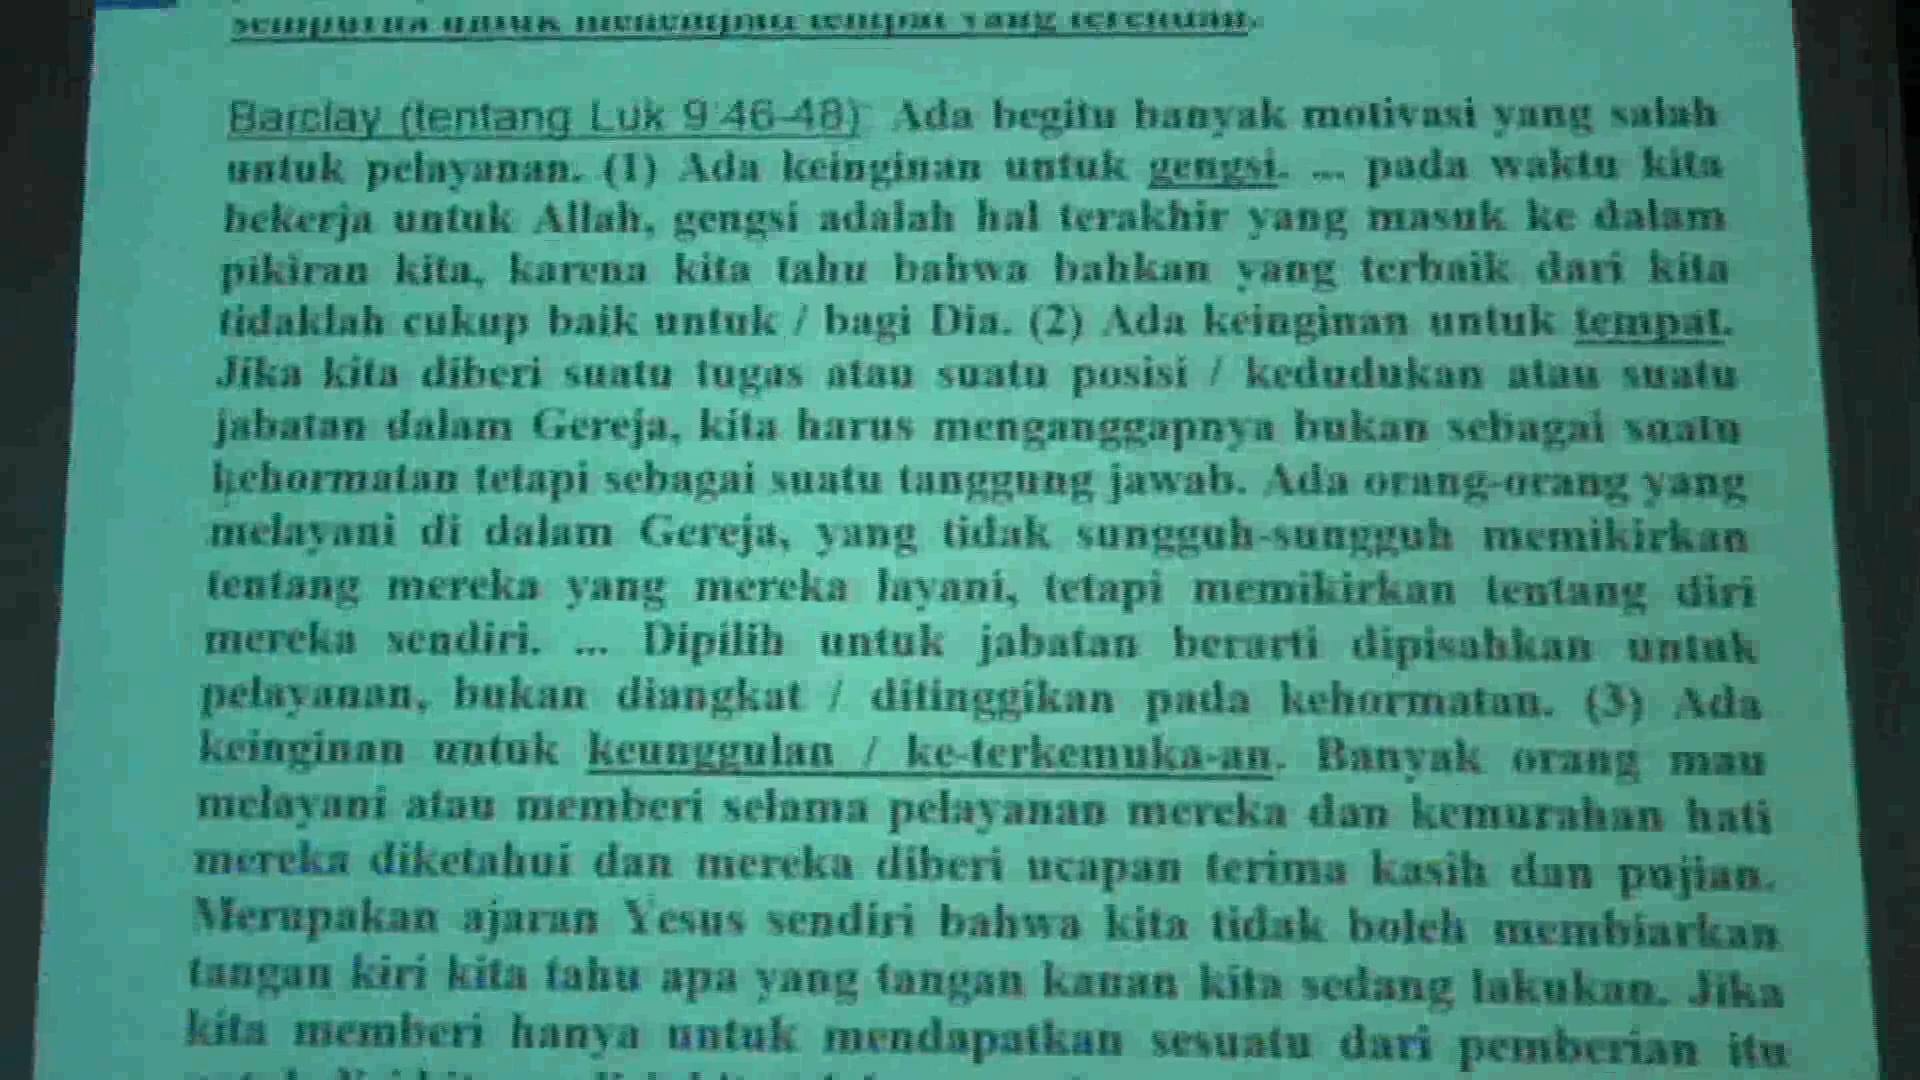 sempurna untuk menempati tempat yang terendah.
Barclay (tentang Luk 9:46-48): Ada begitu banyak motivasi yang salah
untuk pelayanan. (1) Ada keinginan untuk gengsi. ... pada waktu kita
bekerja untuk Allah, gengsi adalah hal terakhir yang masuk ke dalam
pikiran kita, karena kita tahu bahwa bahkan yang terbaik dari kita
tidaklah cukup baik untuk / bagi Dia. (2) Ada keinginan untuk tempat.
Jika kita diberi suatu tugas atau suatu posisi / kedudukan atau suatu
jabatan dalam Gereja, kita harus menganggapnya bukan sebagai suatu
kehormatan tetapi sebagai suatu tanggung jawab. Ada orang-orang yang
melayani di dalam Gereja, yang tidak sungguh-sungguh memikirkan
tentang mereka yang mereka layani, tetapi memikirkan tentang diri
mereka sendiri. ... Dipilih untuk jabatan berarti dipisahkan untuk
pelayanan, bukan diangkat / ditinggikan pada kehormatan. (3) Ada
keinginan untuk keunggulan / ke-terkemuka-an. Banyak orang mau
melayani atau memberi selama pelayanan mereka dan kemurahan hati
mereka diketahui dan mereka diberi ucapan terima kasih dan pujian.
Merupakan ajaran Yesus sendiri bahwa kita tidak boleh membiarkan
tangan kiri kita tahu apa yang tangan kanan kita sedang lakukan. Jika
kita memberi hanya untuk mendapatkan sesuatu dari pemberian itu